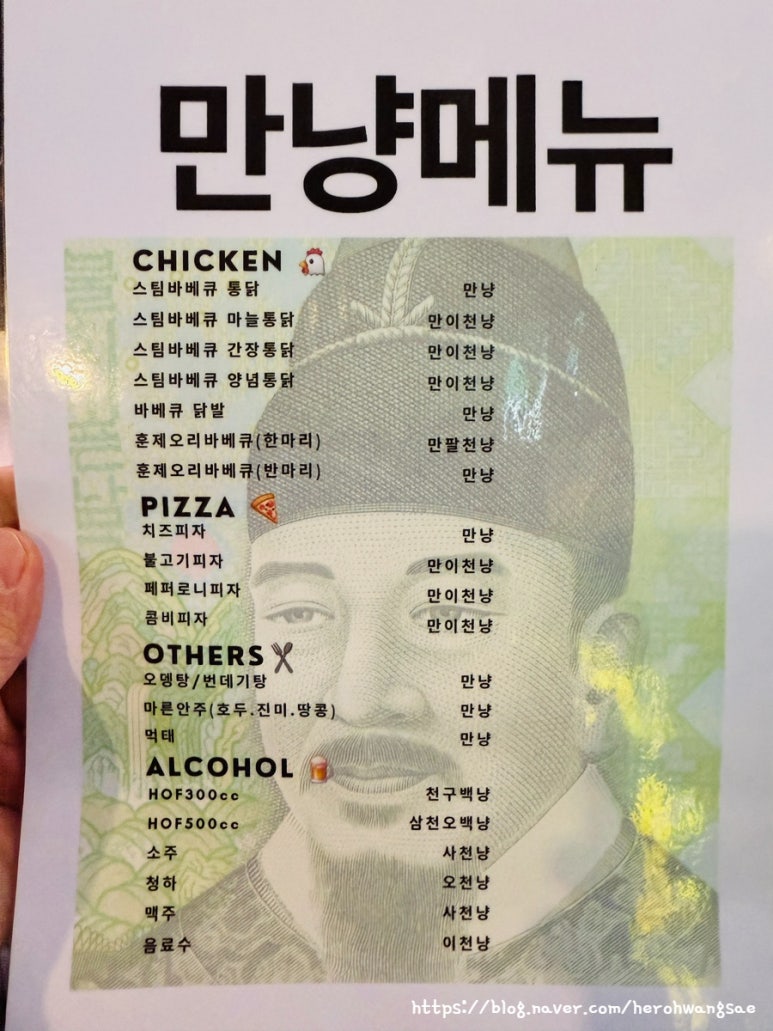 만냥메뉴
CHICKEN
스팀바베큐 통닭 만냥
스팀바베큐 마늘통닭 만이천냥
스팀바베큐 간장통닭 만이천냥
스팀바베큐 양념통닭 만이천냥
바베큐 닭발 만냥
훈제오리바베큐(한마리) 만팔천냥
훈제오리바베큐(반마리) 만냥
PIZZA
치즈피자 만냥
불고기피자 만이천냥
페퍼로니피자 만이천냥
콤비피자 만이천냥
OTHERS
오뎅탕/번데기탕 만냥
마른안주(호두.진미.땅콩) 만냥
먹태 만냥
ALCOHOL
HOF300cc 천구백냥
HOF500cc 삼천오백냥
소주 사천냥
청하 오천냥
맥주 사천냥
음료수 이천냥
https://blog.naver.com/herohwangsae